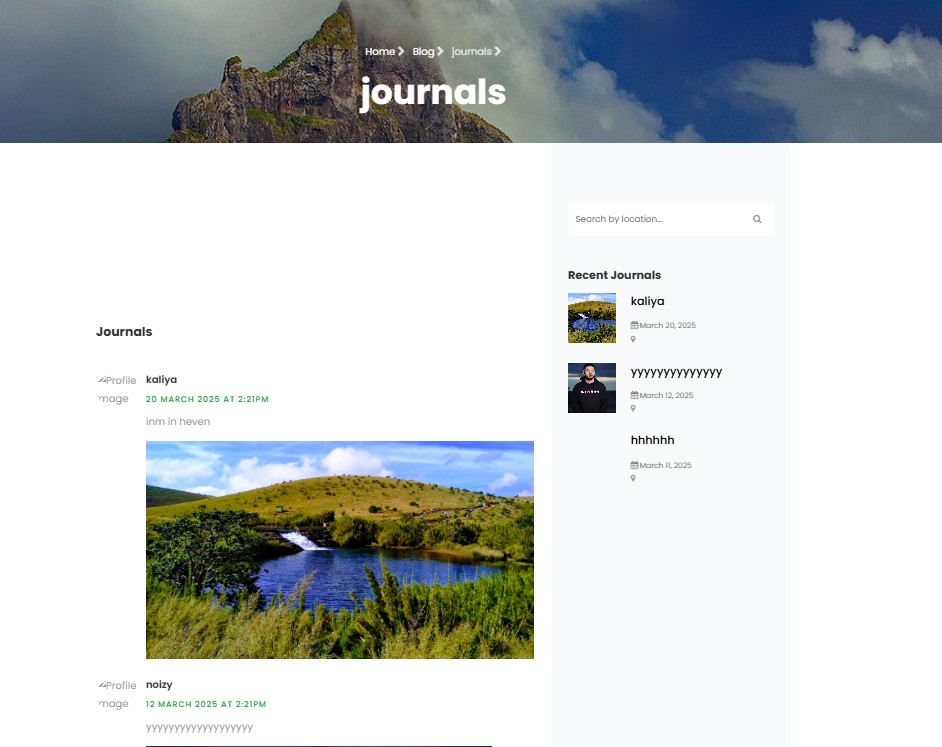 Home Blog journals
journals
Search by location...
Recent Journals
kaliya
March 20, 2025
yyyyyyyyyyyyyy
March 12, 2025
hhhhhh
March 11, 2025
Journals
Profile
mage
kaliya
20 MARCH 2025 AT 2:21PM
inm in heven
Profile
mage
noizy
12 MARCH 2025 AT 2:21PM
yyyyyyyyyyyyyyyyyyy